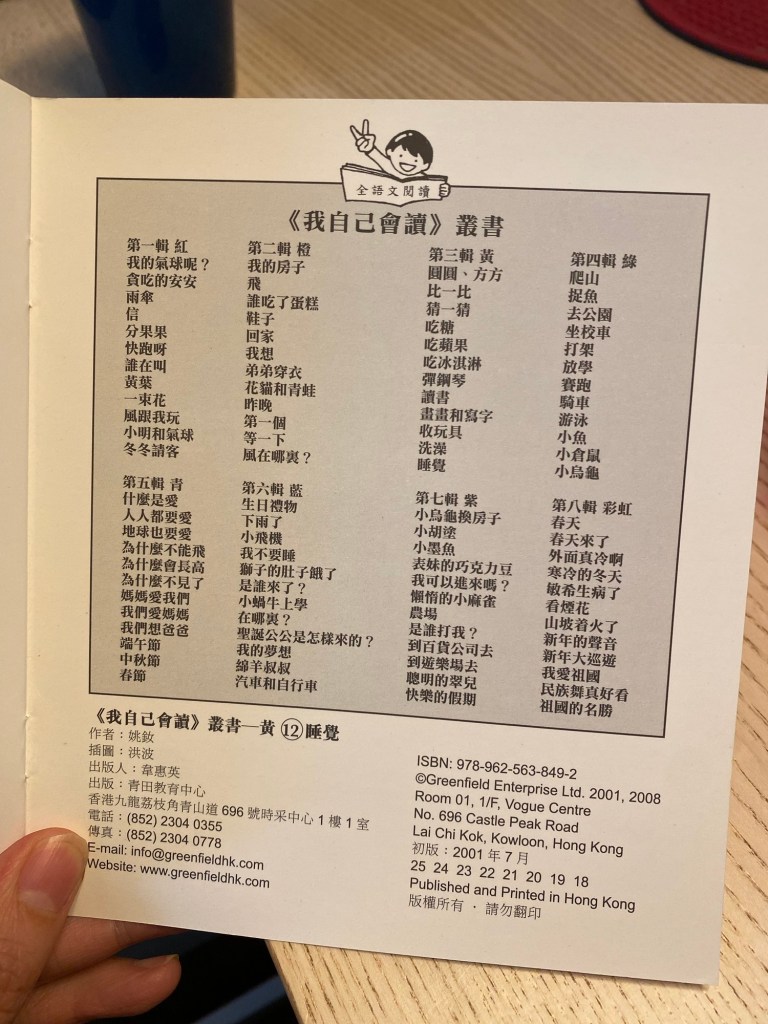 全語文閱讀
《我自己會讀》叢書
第一輯 紅
我的氣球呢？
貪吃的安安
雨傘
信
分果果
快跑呀
誰在叫
黃葉
一束花
風跟我玩
小明和氣球
冬冬請客
第二輯 橙
我的房子
飛
誰吃了蛋糕
鞋子
回家
我想
弟弟穿衣
花貓和青蛙
昨晚
第一個
等一下
風在哪裏？
第三輯 黃
圓圓、方方
比一比
猜一猜
吃糖
吃蘋果
吃冰淇淋
彈鋼琴
讀書
畫畫和寫字
收玩具
洗澡
睡覺
第四輯 綠
爬山
捉魚
去公園
坐校車
打架
放學
賽跑
騎車
游泳
小魚
小倉鼠
小烏龜
第五輯 青
什麼是愛
人人都要愛
地球也要愛
為什麼不能飛
為什麼會長高
為什麼不見了
媽媽愛我們
我們愛媽媽
我們想爸爸
端午節
中秋節
春節
第六輯 藍
生日禮物
下雨了
小飛機
我不要睡
獅子的肚子餓了
是誰來了？
小蝸牛上學
在哪裏？
聖誕公公是怎樣來的？
我的夢想
綿羊叔叔
汽車和自行車
第七輯 紫
小烏龜換房子
小胡塗
小墨魚
表妹的巧克力豆
我可以進來嗎？
懶惰的小麻雀
農場
是誰打我？
到百貨公司去
到遊樂場去
聰明的翠兒
快樂的假期
第八輯 彩虹
春天
春天來了
外面真冷啊
寒冷的冬天
敏希生病了
看煙花
山坡着火了
新年的聲音
新年大巡遊
我愛祖國
民族舞真好看
祖國的名勝
《我自己會讀》叢書─黃⑫睡覺
作者：姚釹
插圖：洪波
出版人：韋惠英
出版：青田教育中心
香港九龍荔枝角青山道 696 號時采中心 1 樓 1 室
電話：(852) 2304 0355
傳真：(852) 2304 0778
E-mail: info@greenfieldhk.com
Website: www.greenfieldhk.com
ISBN: 978-962-563-849-2
©Greenfield Enterprise Ltd. 2001, 2008
Room 01, 1/F, Vogue Centre
No. 696 Castle Peak Road
Lai Chi Kok, Kowloon, Hong Kong
初版：2001 年 7 月
25 24 23 22 21 20 19 18
Published and Printed in Hong Kong
版權所有 ‧ 請勿翻印